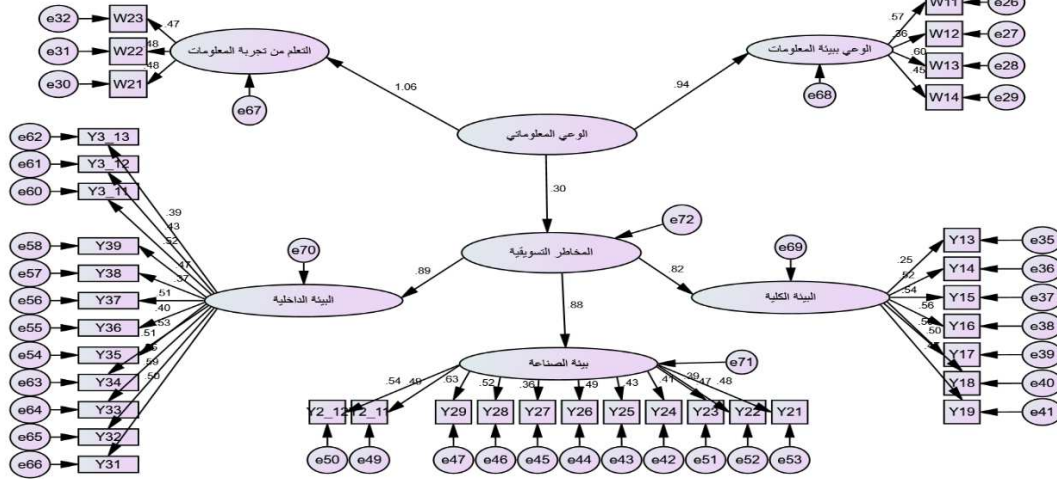 W11 e26
e32 W23 .47 .57 W12 e27
e31 W22 .48 التعلم من تجربة المعلومات الوعي ببيئة المعلومات .36 W13 e28
e30 W21 .48 .60 .45 W14 e29
e67 1.06 .94 e68
الوعي المعلوماتي
e62 Y3_13
e61 Y3_12
e60 Y3_11
.30
e72
.39
.43
.52
e58 Y39 .47 e70 المخاطر التسويقية e69 Y13 e35
e57 Y38 .37 .89 .82 .25 Y14 e36
e56 Y37 .51 البيئة الداخلية البيئة الكلية .52 .54 Y15 e37
e55 Y36 .40 .53 .88 .56 Y16 e38
e54 Y35 .51 .50 Y17 e39
e63 Y34 .59 بيئة الصناعة e71 Y18 e40
e64 Y33 .50 Y19 e41
e65 Y32
e66 Y31
.54 .49 .63 .52 .36 .49 .43 .41 .39 .47 .48
Y2_12 Y2_11 Y29 Y28 Y27 Y26 Y25 Y24 Y23 Y22 Y21
e50 e49 e47 e46 e45 e44 e43 e42 e51 e52 e53